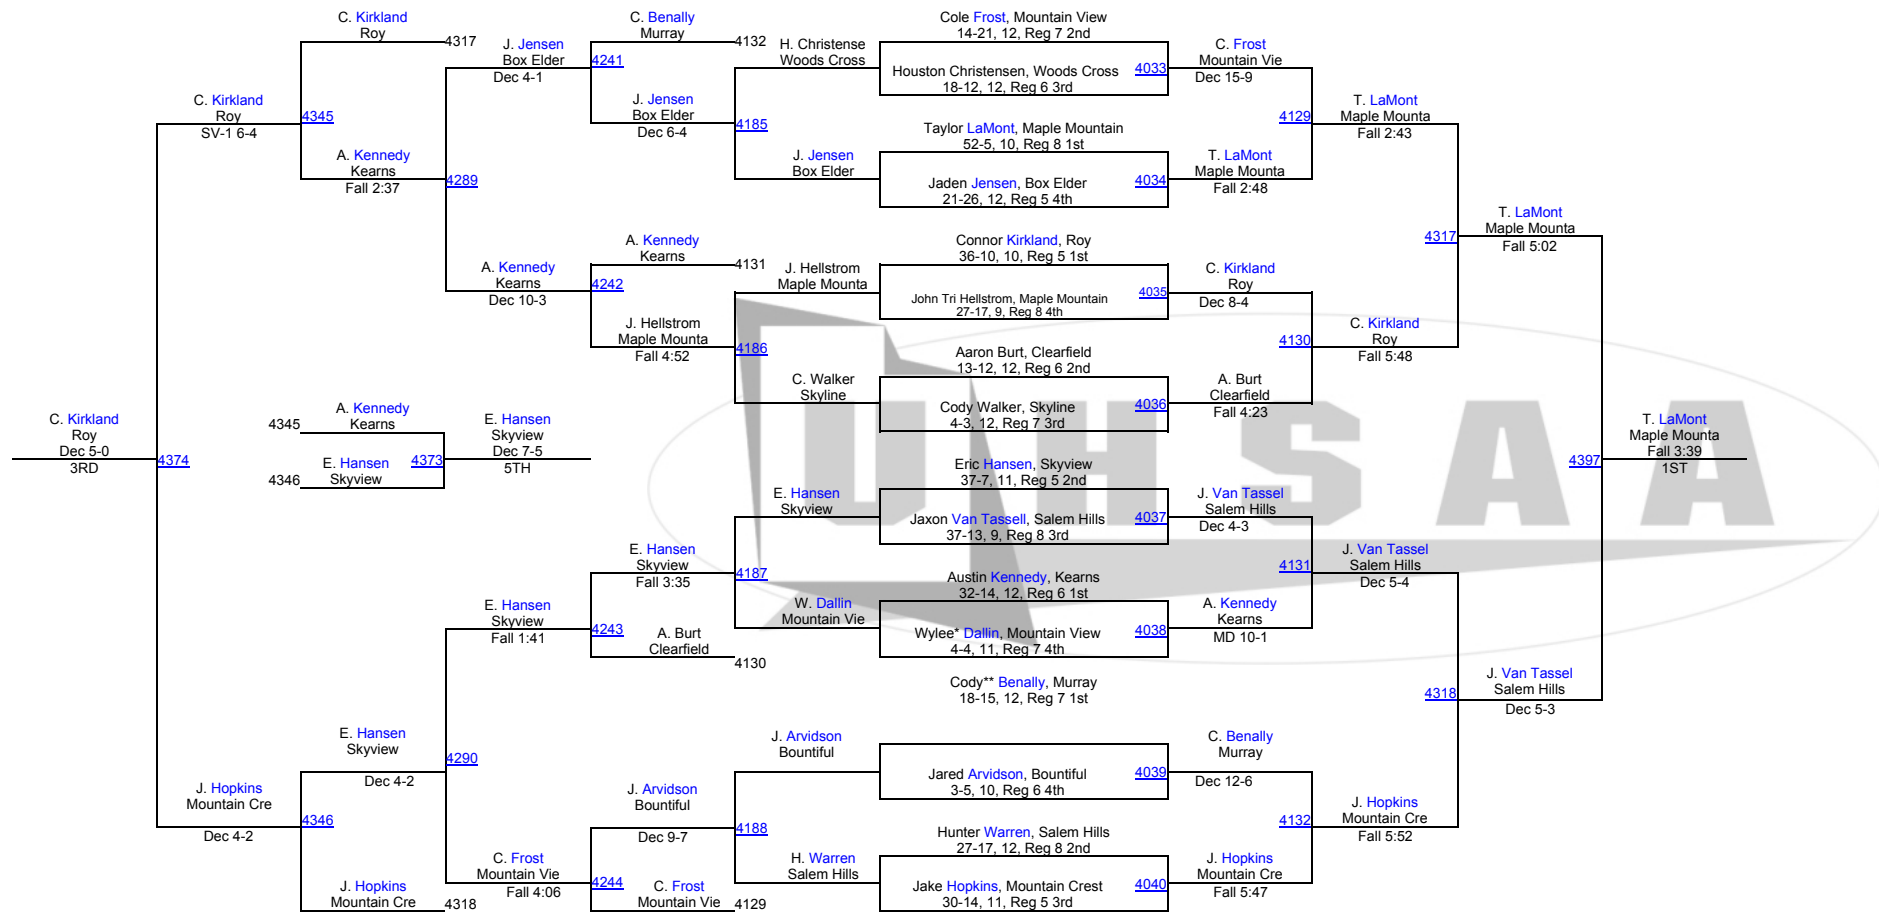 C. Kirkland
Roy
4317
C. Benally
Murray
4132
Cole Frost, Mountain View
14-21, 12, Reg 7 2nd
J. Jensen
Box Elder
Dec 4-1
4241
H. Christense
Woods Cross
C. Frost
Mountain Vie
Dec 15-9
Houston Christensen, Woods Cross
18-12, 12, Reg 6 3rd
4033
C. Kirkland
Roy
SV-1 6-4
4345
J. Jensen
Box Elder
Dec 6-4
4185
Taylor LaMont, Maple Mountain
52-5, 10, Reg 8 1st
4129
T. LaMont
Maple Mounta
Fall 2:43
A. Kennedy
Kearns
Fall 2:37
4289
J. Jensen
Box Elder
Jaden Jensen, Box Elder
21-26, 12, Reg 5 4th
4034
T. LaMont
Maple Mounta
Fall 2:48
T. LaMont
Maple Mounta
Fall 5:02
4317
A. Kennedy
Kearns
4131
Connor Kirkland, Roy
36-10, 10, Reg 5 1st
A. Kennedy
Kearns
Dec 10-3
4242
J. Hellstrom
Maple Mounta
C. Kirkland
Roy
Dec 8-4
John Tri Hellstrom, Maple Mountain
27-17, 9, Reg 8 4th
4035
J. Hellstrom
Maple Mounta
Fall 4:52
4186
Aaron Burt, Clearfield
13-12, 12, Reg 6 2nd
4130
C. Kirkland
Roy
Fall 5:48
C. Walker
Skyline
Cody Walker, Skyline
4-3, 12, Reg 7 3rd
4036
A. Burt
Clearfield
Fall 4:23
C. Kirkland
Roy
Dec 5-0
3RD
4374
4345
A. Kennedy
Kearns
4346
E. Hansen
Skyview
4373
E. Hansen
Skyview
Dec 7-5
5TH
UHSAA
4397
T. LaMont
Maple Mounta
Fall 3:39
1ST
Eric Hansen, Skyview
37-7, 11, Reg 5 2nd
E. Hansen
Skyview
J. Van Tassel
Salem Hills
Dec 4-3
Jaxon Van Tassell, Salem Hills
37-13, 9, Reg 8 3rd
4037
E. Hansen
Skyview
Fall 3:35
4187
Austin Kennedy, Kearns
32-14, 12, Reg 6 1st
4131
J. Van Tassel
Salem Hills
Dec 5-4
E. Hansen
Skyview
Fall 1:41
4243
W. Dallin
Mountain Vie
Wylee* Dallin, Mountain View
4-4, 11, Reg 7 4th
4038
A. Kennedy
Kearns
MD 10-1
A. Burt
Clearfield
4130
Cody** Benally, Murray
18-15, 12, Reg 7 1st
4318
J. Van Tassel
Salem Hills
Dec 5-3
E. Hansen
Skyview
Dec 4-2
4290
J. Arvidson
Bountiful
C. Benally
Murray
Dec 12-6
Jared Arvidson, Bountiful
3-5, 10, Reg 6 4th
4039
J. Hopkins
Mountain Cre
Dec 4-2
4346
J. Arvidson
Bountiful
Dec 9-7
4188
Hunter Warren, Salem Hills
27-17, 12, Reg 8 2nd
4132
J. Hopkins
Mountain Cre
Fall 5:52
J. Hopkins
Mountain Cre
4318
C. Frost
Mountain Vie
Fall 4:06
4244
C. Frost
Mountain Vie
4129
H. Warren
Salem Hills
Jake Hopkins, Mountain Crest
30-14, 11, Reg 5 3rd
4040
J. Hopkins
Mountain Cre
Fall 5:47